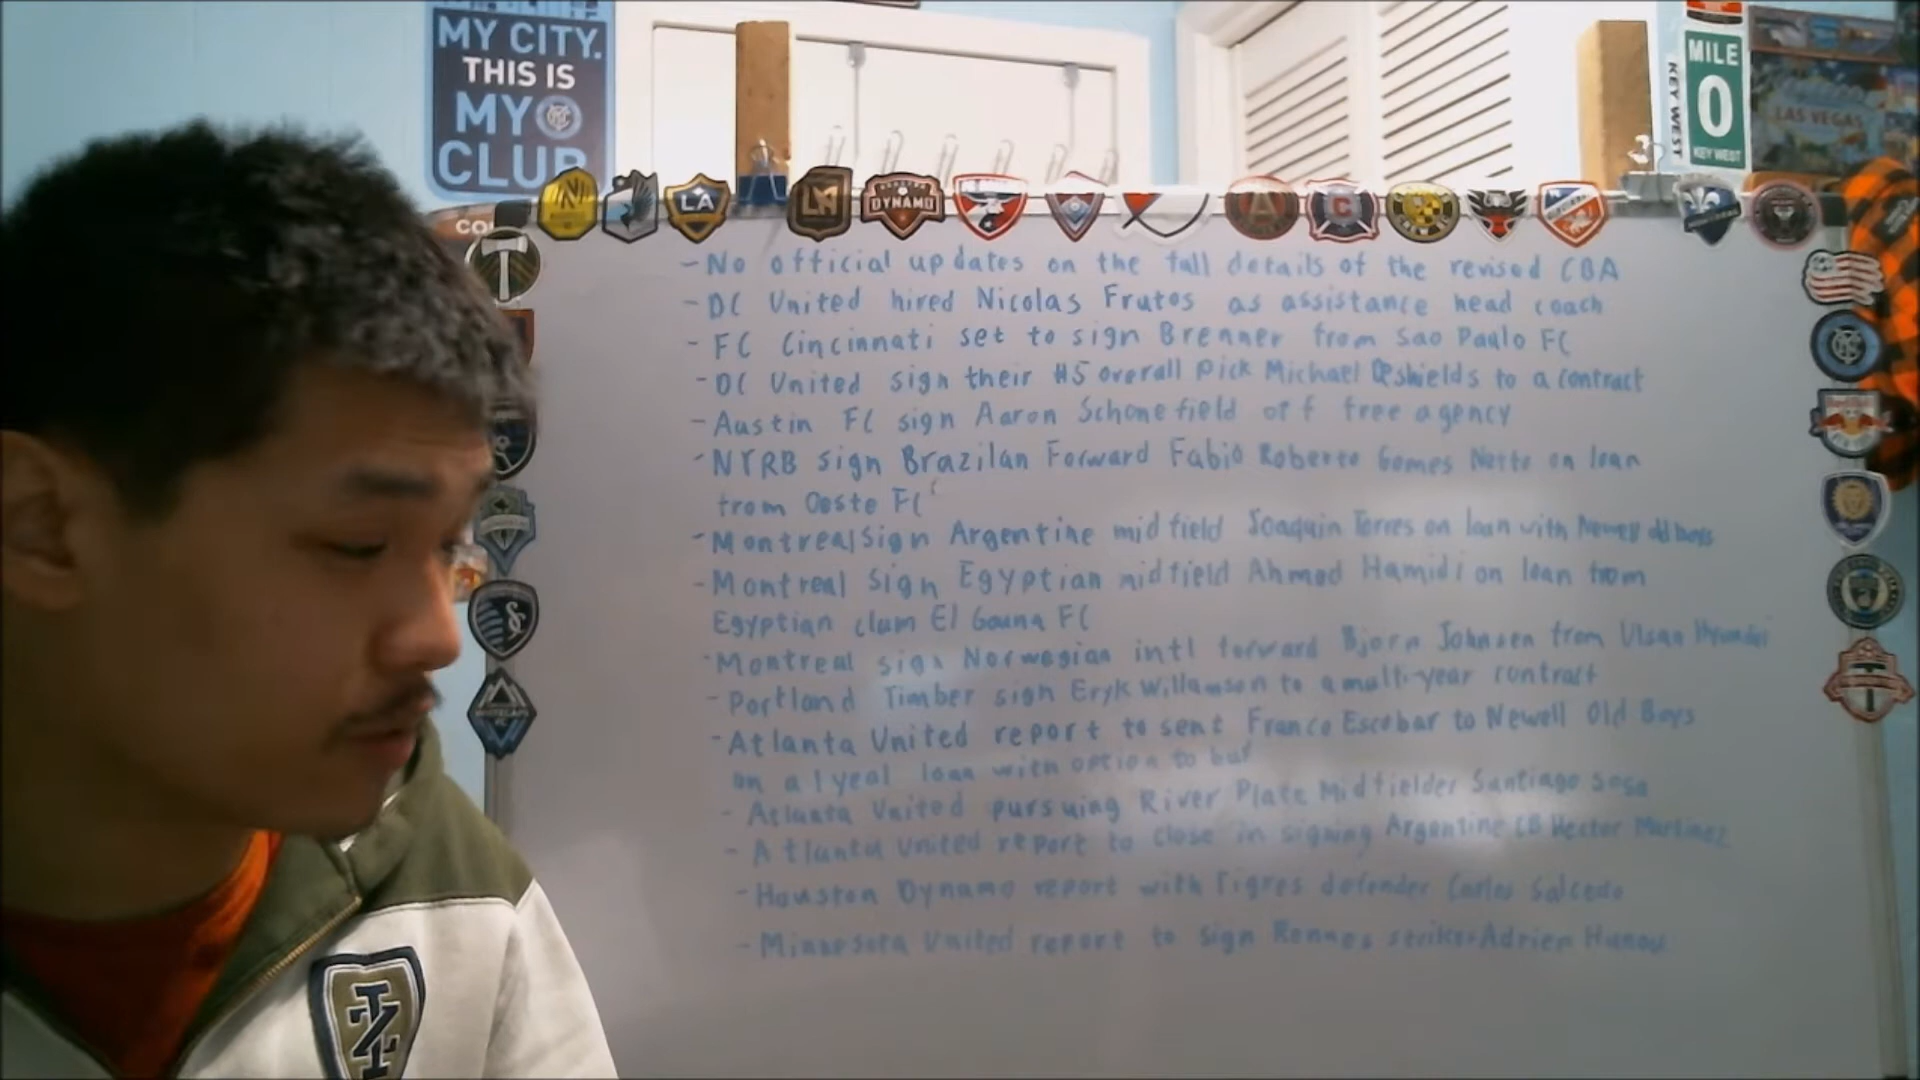 MY CITY.
THIS IS
MY
CLUB
MILE
0
KEY WEST
KEY WEST
LAS VEGAS
CO
N
LA
LA
DYNAMO
A
C
- No official updates on the full details of the revised CBA
- DC United hired Nicolas Frutos as assistance head coach
- FC Cincinnati set to sign Brenner from Sao Paulo FC
- DC United sign their #5 overall pick Michael Deshields to a contract
- Austin FC sign Aaron Schonefield off free agency
- NYRB sign Brazilan Forward Fabio Roberto Gomes Netto on loan
from Oeste FC
- Montreal sign Argentine midfield Joaquin Torres on loan with Newell old boys
- Montreal sign Egyptian midfield Ahmed Hamidi on loan from
Egyptian clum El Gouna FC
- Montreal sign Norwegian intl forward Bjorn Johnsen from Ulsan Hyundai
- Portland Timber sign Eryk Willamson to a multi-year contract
- Atlanta United report to sent Franco Escobar to Newell Old Boys
on a 1 year loan with option to buy
- Atlanta United pursuing River Plate Midfielder Santiago Sosa
- Atlanta United report to close in signing Argentine CB Hector Martinez
- Houston Dynamo report with Tigres defender Carlos Salcedo
- Minnesota United report to sign Rennes striker Adrien Hunou